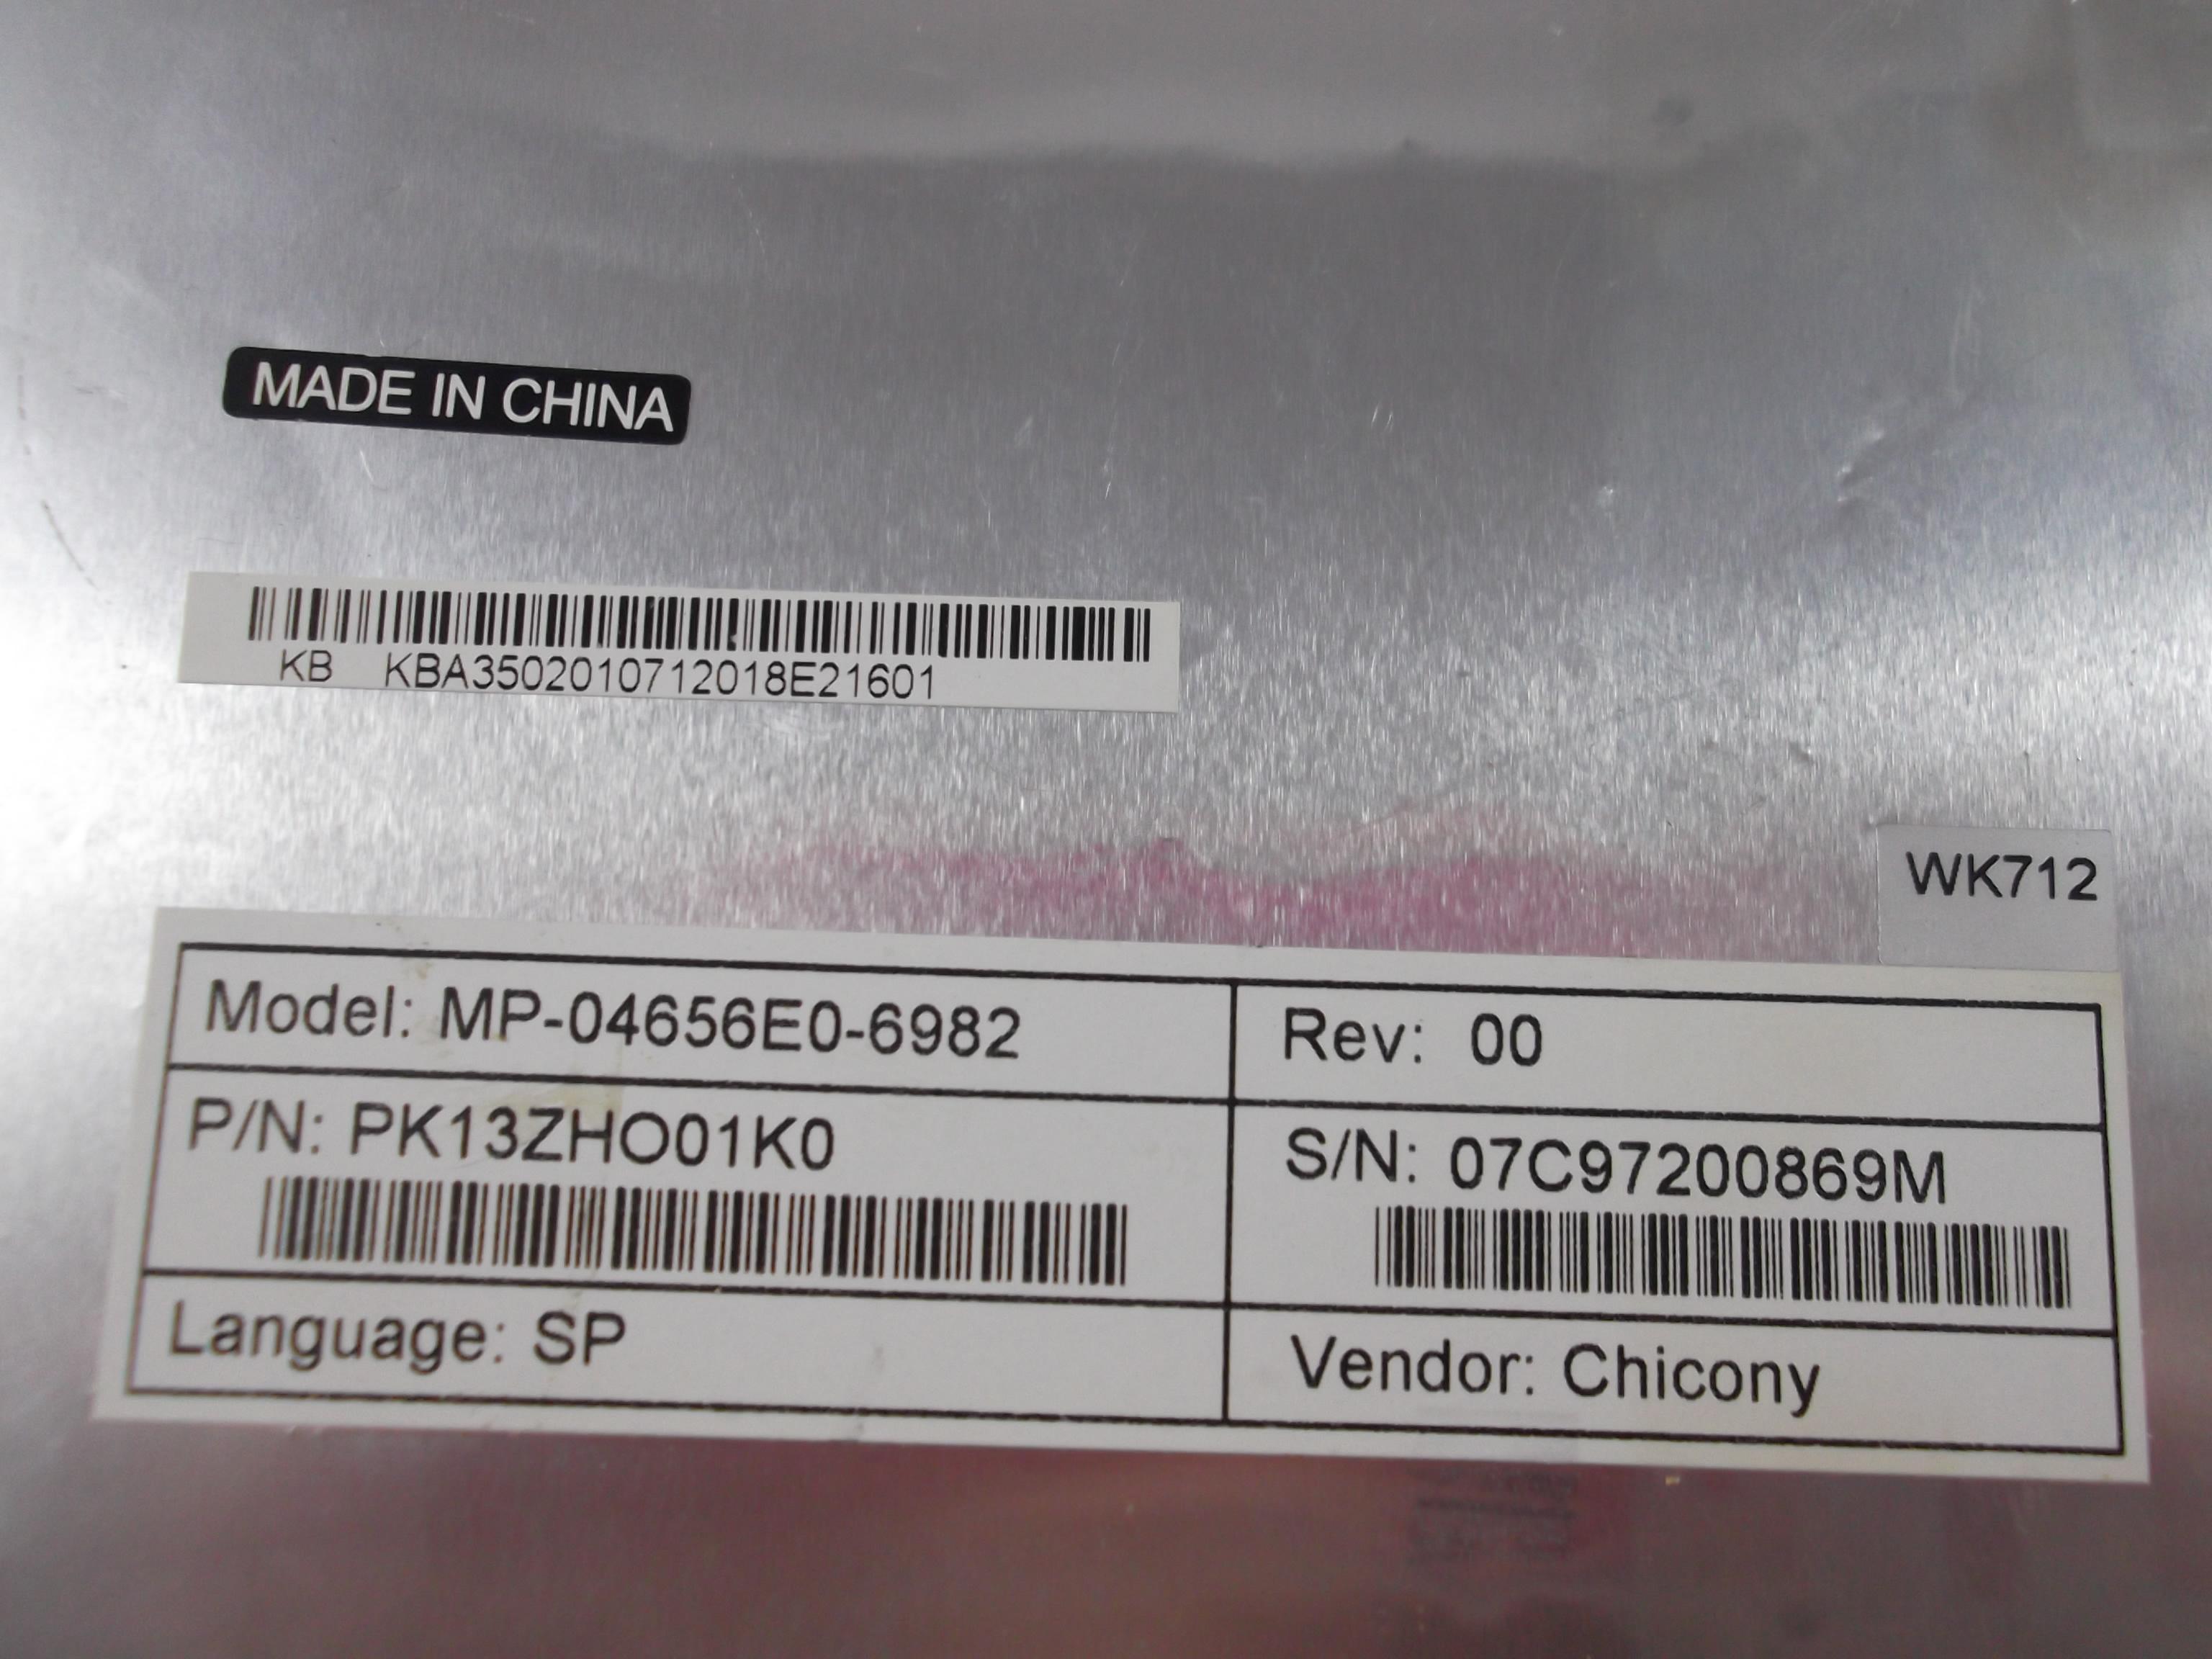 MADE IN CHINA
KB KBA3502010712018E21601
WK712
Model: MP-04656E0-6982
Rev: 00
P/N: PK13ZHO01K0
S/N: 07C97200869M
Language: SP
Vendor: Chicony